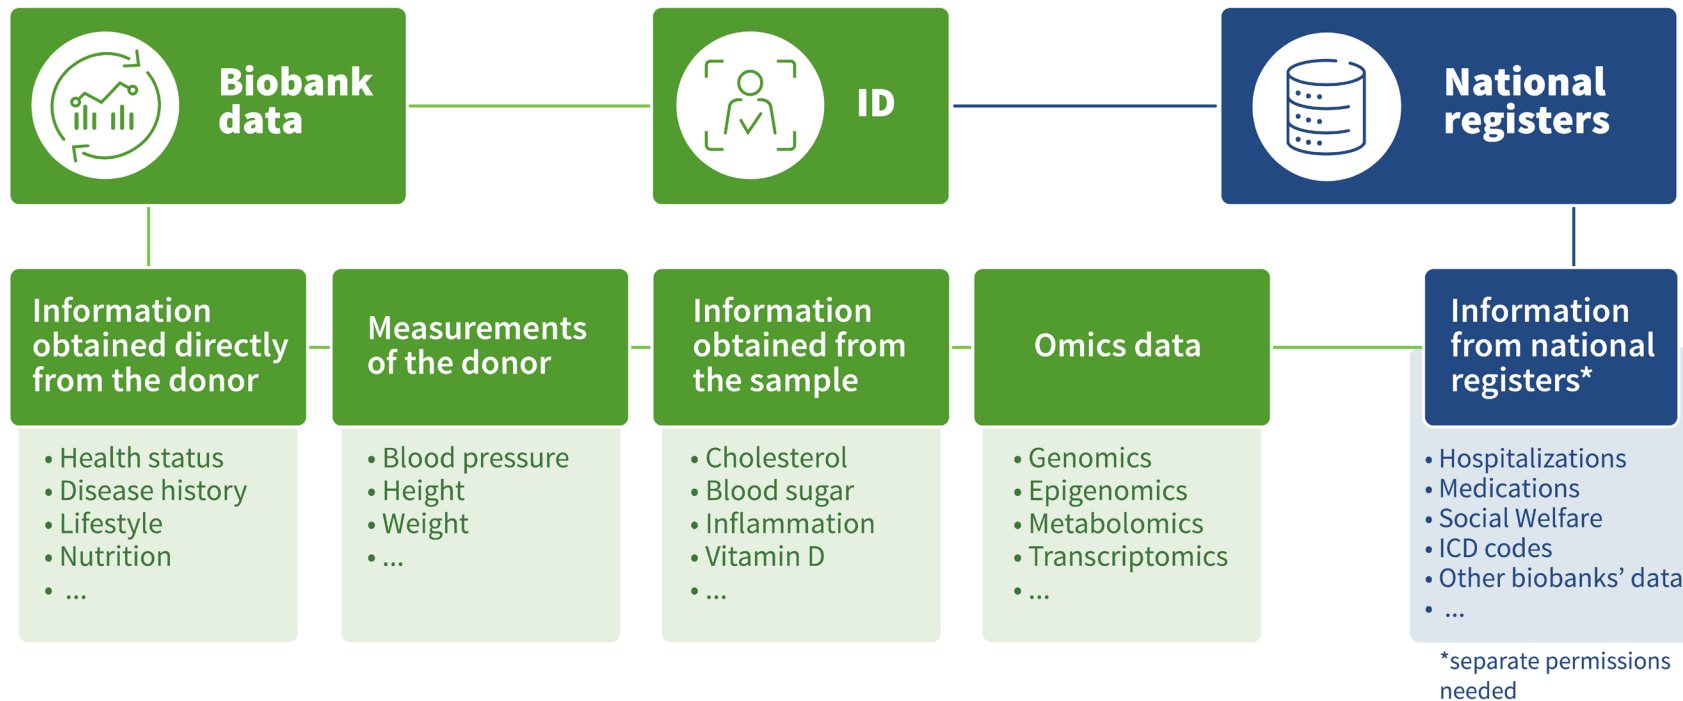 Biobank
data
ID
National
registers
Information
obtained directly
from the donor
Measurements
of the donor
Information
obtained from
the sample
Omics data
Information
from national
registers*
• Health status
• Disease history
• Lifestyle
• Nutrition
• ...
• Blood pressure
• Height
• Weight
• ...
• Cholesterol
• Blood sugar
• Inflammation
• Vitamin D
• ...
• Genomics
• Epigenomics
• Metabolomics
• Transcriptomics
• ...
• Hospitalizations
• Medications
• Social Welfare
• ICD codes
• Other biobanks’ data
• ...
*separate permissions
needed